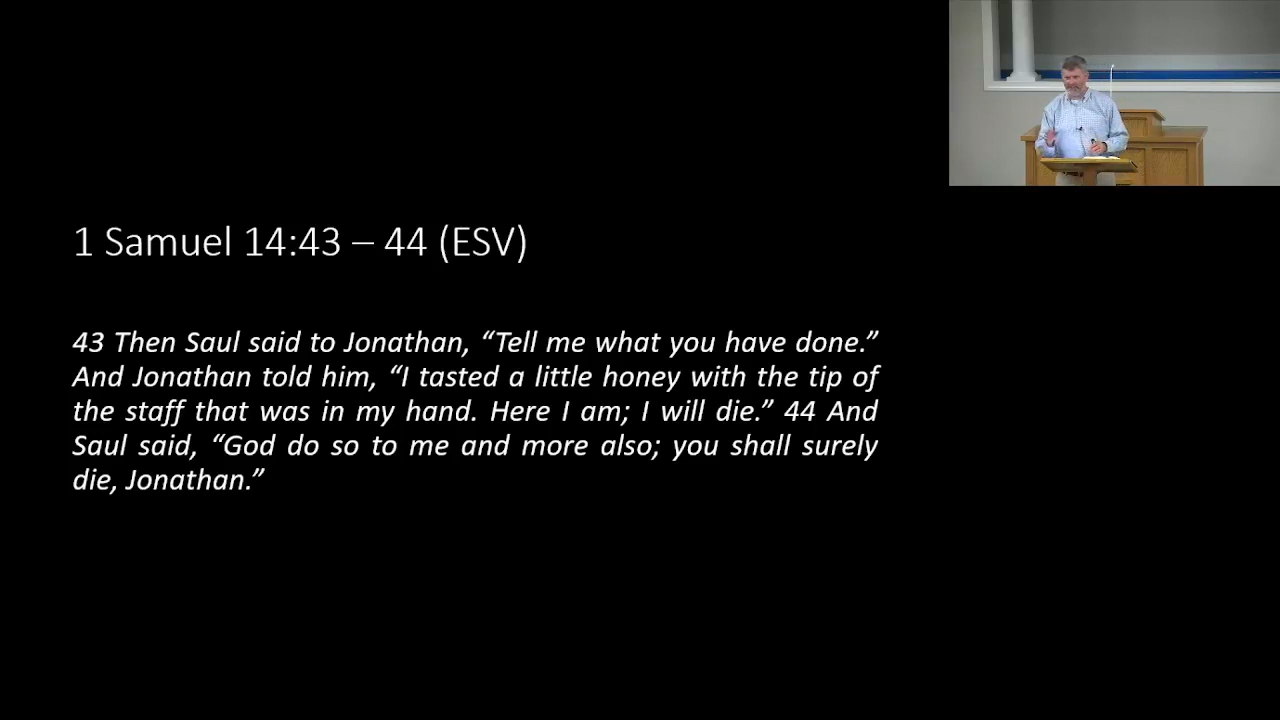 1 Samuel 14:43 – 44 (ESV)
43 Then Saul said to Jonathan, “Tell me what you have done.”
And Jonathan told him, “I tasted a little honey with the tip of
the staff that was in my hand. Here I am; I will die.” 44 And
Saul said, “God do so to me and more also; you shall surely
die, Jonathan.”